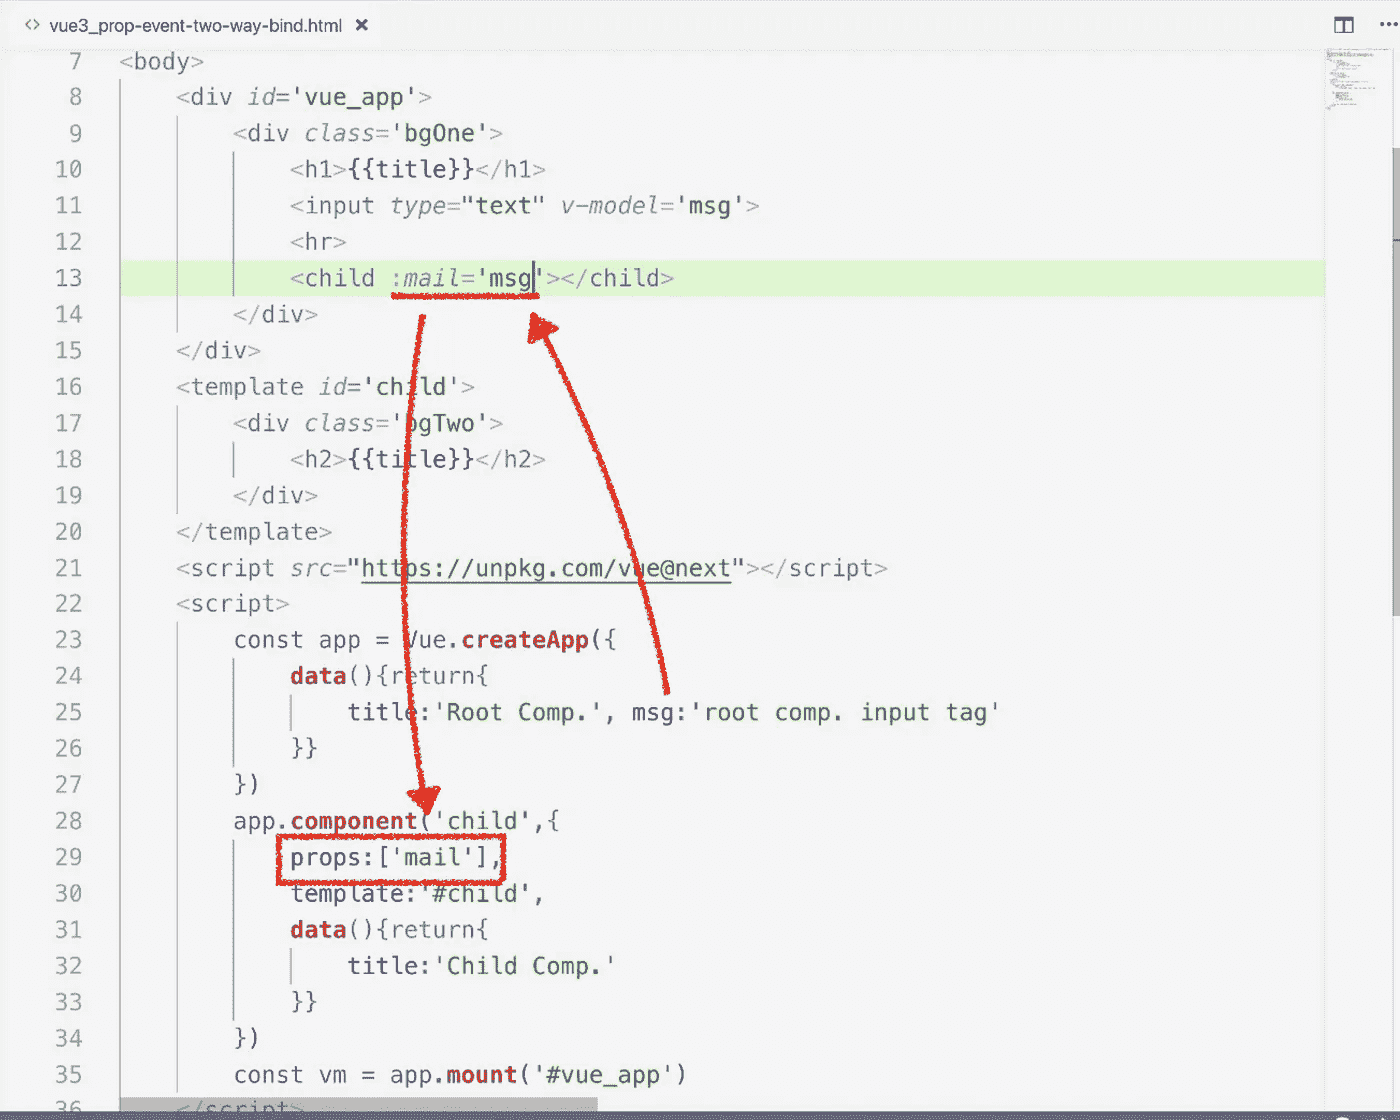 <> vue3_prop-event-two-way-bind.html ×
7 <body>
8 <div id='vue_app'>
9 <div class='bgOne'>
10 <h1>{{title}}</h1>
11 <input type="text" v-model='msg'>
12 <hr>
13 <child :mail='msg'></child>
14 </div>
15 </div>
16 <template id='child'>
17 <div class='bgTwo'>
18 <h2>{{title}}</h2>
19 </div>
20 </template>
21 <script src="https://unpkg.com/vue@next"></script>
22 <script>
23 const app = Vue.createApp({
24 data(){return{
25 title:'Root Comp.', msg:'root comp. input tag'
26 }}
27 })
28 app.component('child',{
29 props:['mail'],
30 template:'#child',
31 data(){return{
32 title:'Child Comp.'
33 }}
34 })
35 const vm = app.mount('#vue_app')
36 </script>